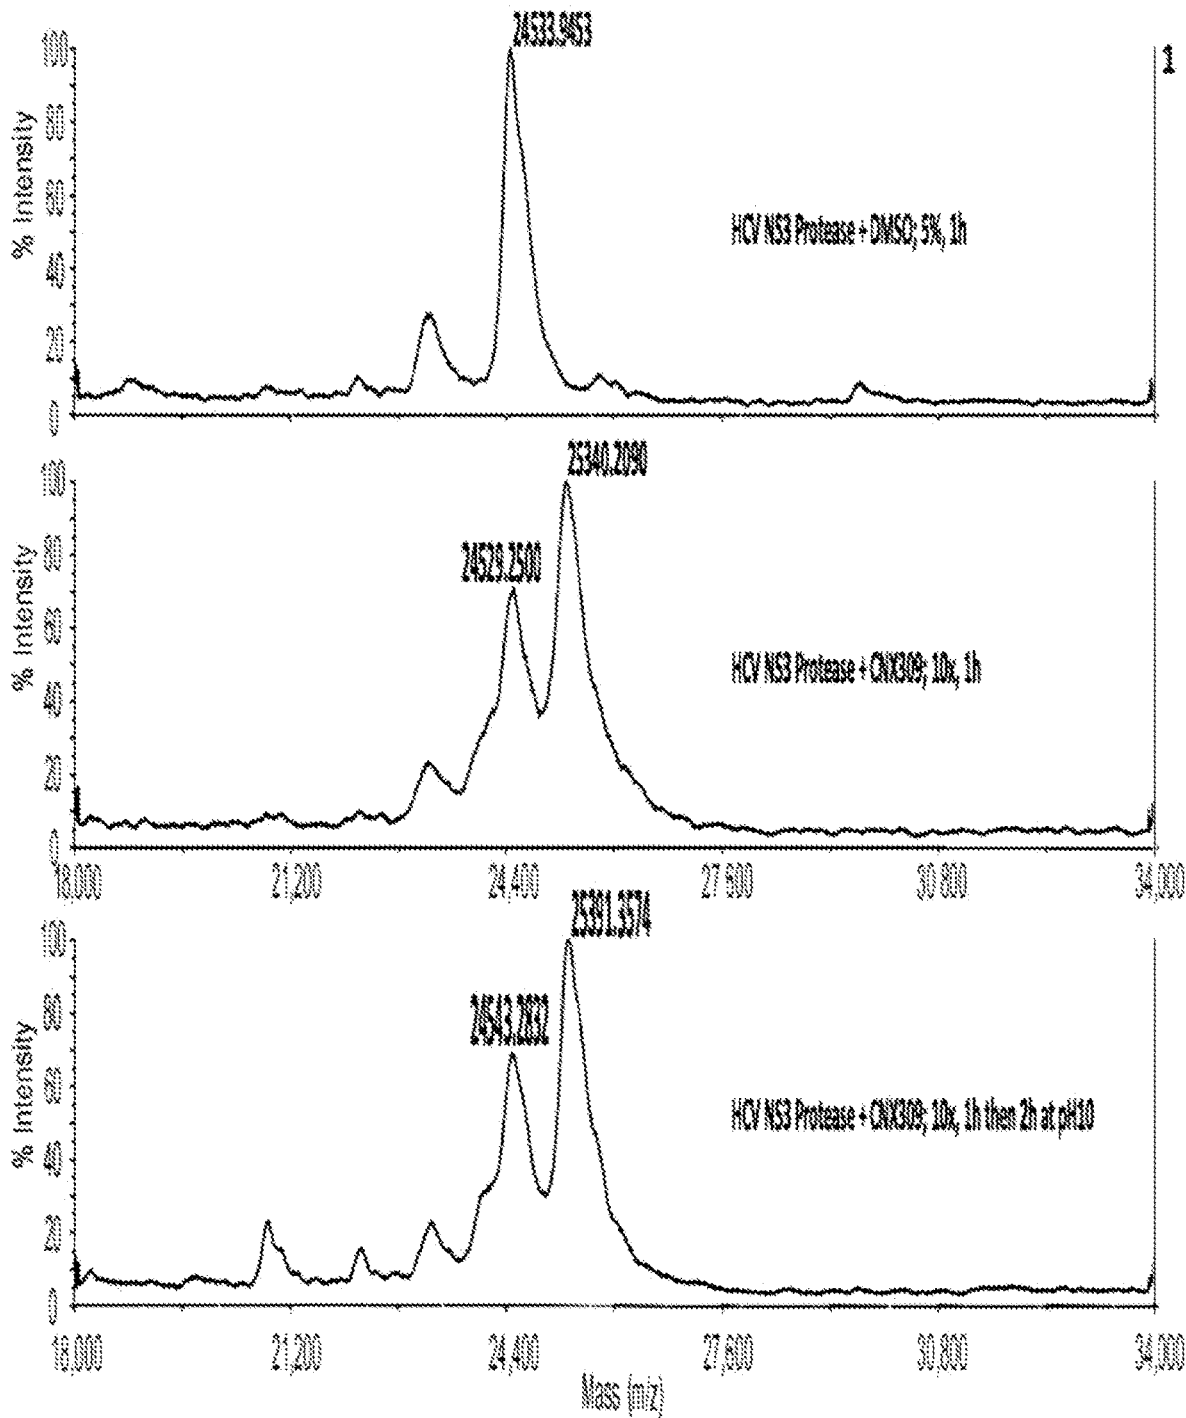 24533.9453
1
100
80
60
40
20
0
% Intensity
HCV NS3 Protease + DMSO; 5%, 1h
25340.2090
24529.2500
100
80
60
40
20
0
% Intensity
HCV NS3 Protease + CNX309; 10x, 1h
18,000 21,200 24,400 27,600 30,800 34,000
25391.3574
24543.2832
100
80
60
40
20
0
% Intensity
HCV NS3 Protease + CNX309; 10x, 1h then 2h at pH10
18,000 21,200 24,400 27,600 30,800 34,000
Mass (m/z)